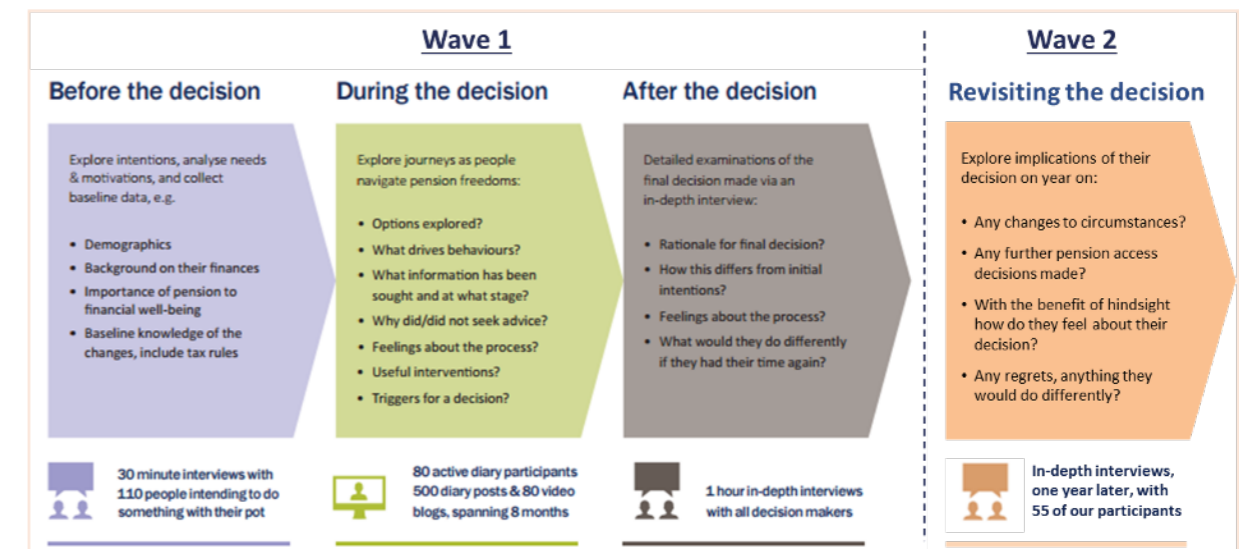 Wave 1
Wave 2
Before the decision
During the decision
After the decision
Revisiting the decision
Explore intentions, analyse needs
& motivations, and collect
baseline data, e.g.
• Demographics
• Background on their finances
• Importance of pension to
financial well-being
• Baseline knowledge of the
changes, include tax rules
Explore journeys as people
navigate pension freedoms:
• Options explored?
• What drives behaviours?
• What information has been
sought and at what stage?
• Why did/did not seek advice?
• Feelings about the process?
• Useful interventions?
• Triggers for a decision?
Detailed examinations of the
final decision made via an
in-depth interview:
• Rationale for final decision?
• How this differs from initial
intentions?
• Feelings about the process?
• What would they do differently
if they had their time again?
Explore implications of their
decision on year on:
• Any changes to circumstances?
• Any further pension access
decisions made?
• With the benefit of hindsight
how do they feel about their
decision?
• Any regrets, anything they
would do differently?
30 minute interviews with
110 people intending to do
something with their pot
80 active diary participants
500 diary posts & 80 video
blogs, spanning 8 months
1 hour in-depth interviews
with all decision makers
In-depth interviews,
one year later, with
55 of our participants